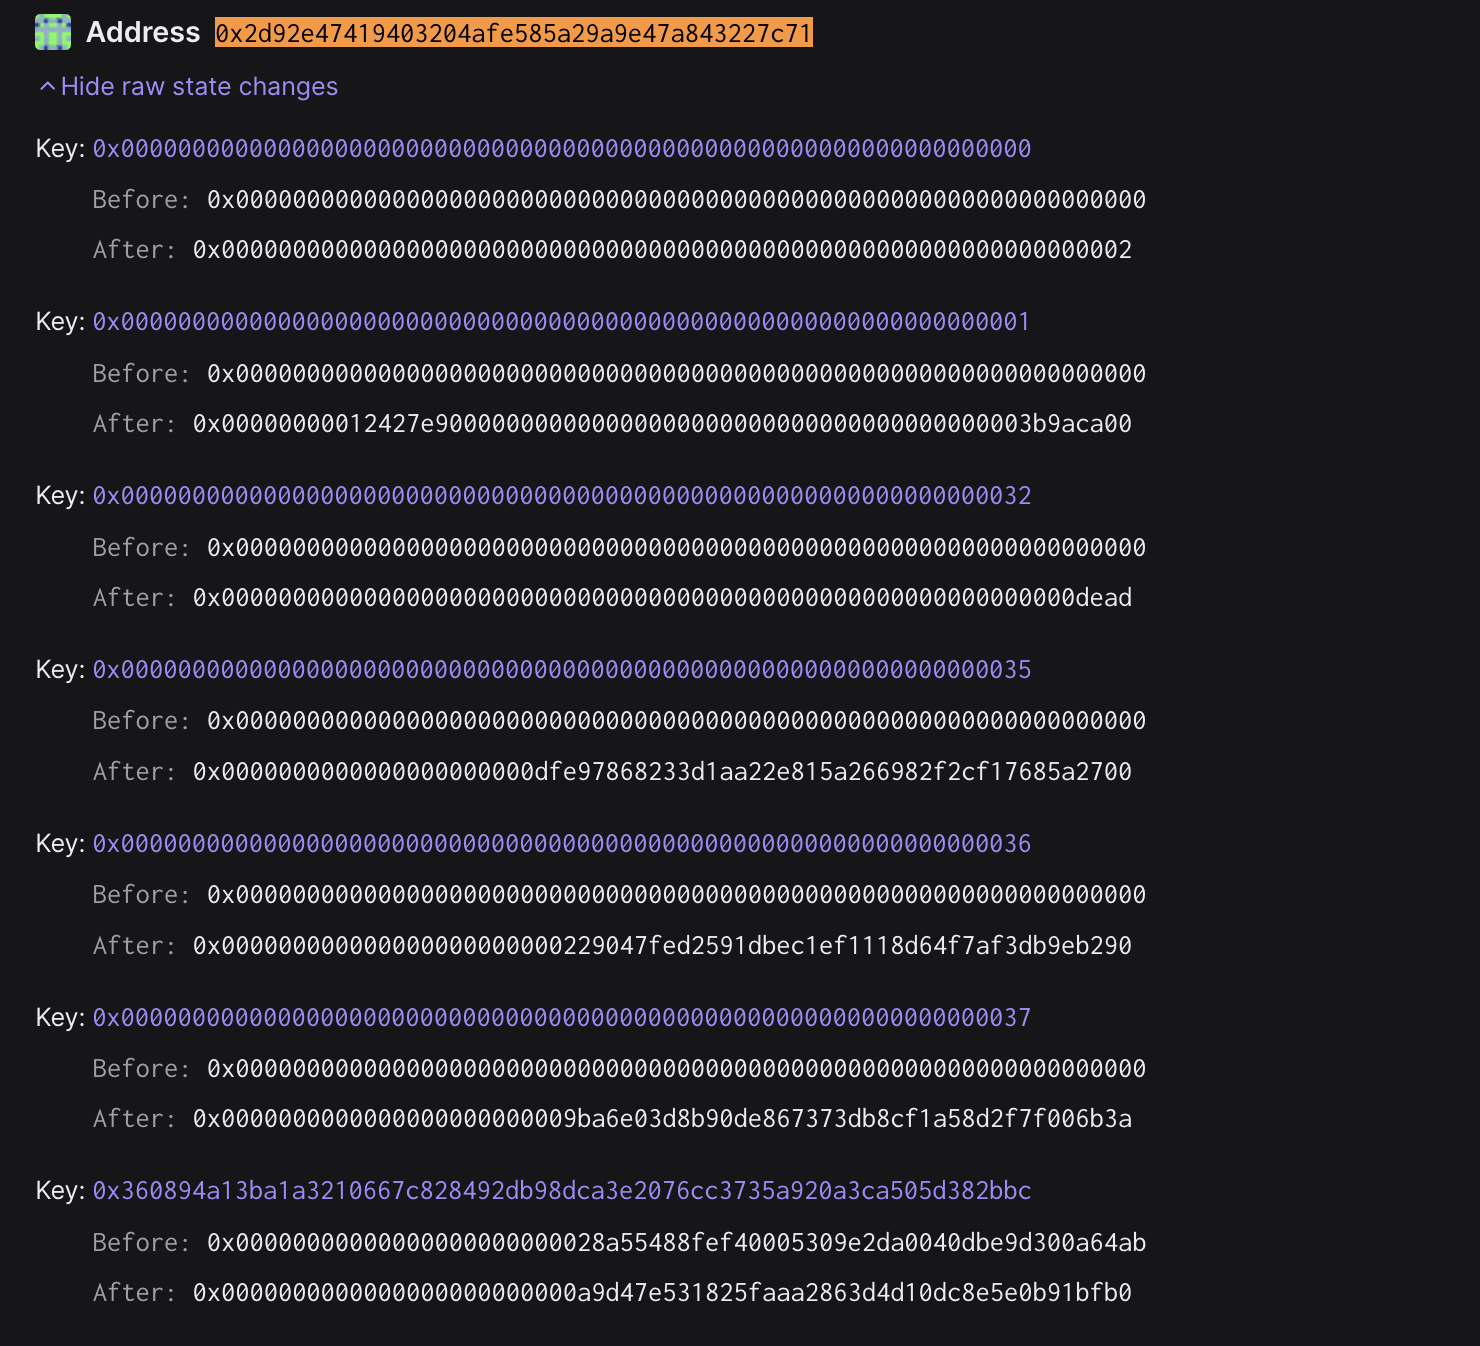 Address 0x2d92e47419403204afe585a29a9e47a843227c71
Hide raw state changes
Key: 0x0000000000000000000000000000000000000000000000000000000000000000
Before: 0x0000000000000000000000000000000000000000000000000000000000000000
After: 0x0000000000000000000000000000000000000000000000000000000000000002
Key: 0x0000000000000000000000000000000000000000000000000000000000000001
Before: 0x0000000000000000000000000000000000000000000000000000000000000000
After: 0x00000000012427e900000000000000000000000000000000000000003b9aca00
Key: 0x0000000000000000000000000000000000000000000000000000000000000032
Before: 0x0000000000000000000000000000000000000000000000000000000000000000
After: 0x000000000000000000000000000000000000000000000000000000000000dead
Key: 0x0000000000000000000000000000000000000000000000000000000000000035
Before: 0x0000000000000000000000000000000000000000000000000000000000000000
After: 0x0000000000000000000000dfe97868233d1aa22e815a266982f2cf17685a2700
Key: 0x0000000000000000000000000000000000000000000000000000000000000036
Before: 0x0000000000000000000000000000000000000000000000000000000000000000
After: 0x000000000000000000000000229047fed2591dbec1ef1118d64f7af3db9eb290
Key: 0x0000000000000000000000000000000000000000000000000000000000000037
Before: 0x0000000000000000000000000000000000000000000000000000000000000000
After: 0x0000000000000000000000009ba6e03d8b90de867373db8cf1a58d2f7f006b3a
Key: 0x360894a13ba1a3210667c828492db98dca3e2076cc3735a920a3ca505d382bbc
Before: 0x00000000000000000000000028a55488fef40005309e2da0040dbe9d300a64ab
After: 0x0000000000000000000000000a9d47e531825faaa2863d4d10dc8e5e0b91bfb0